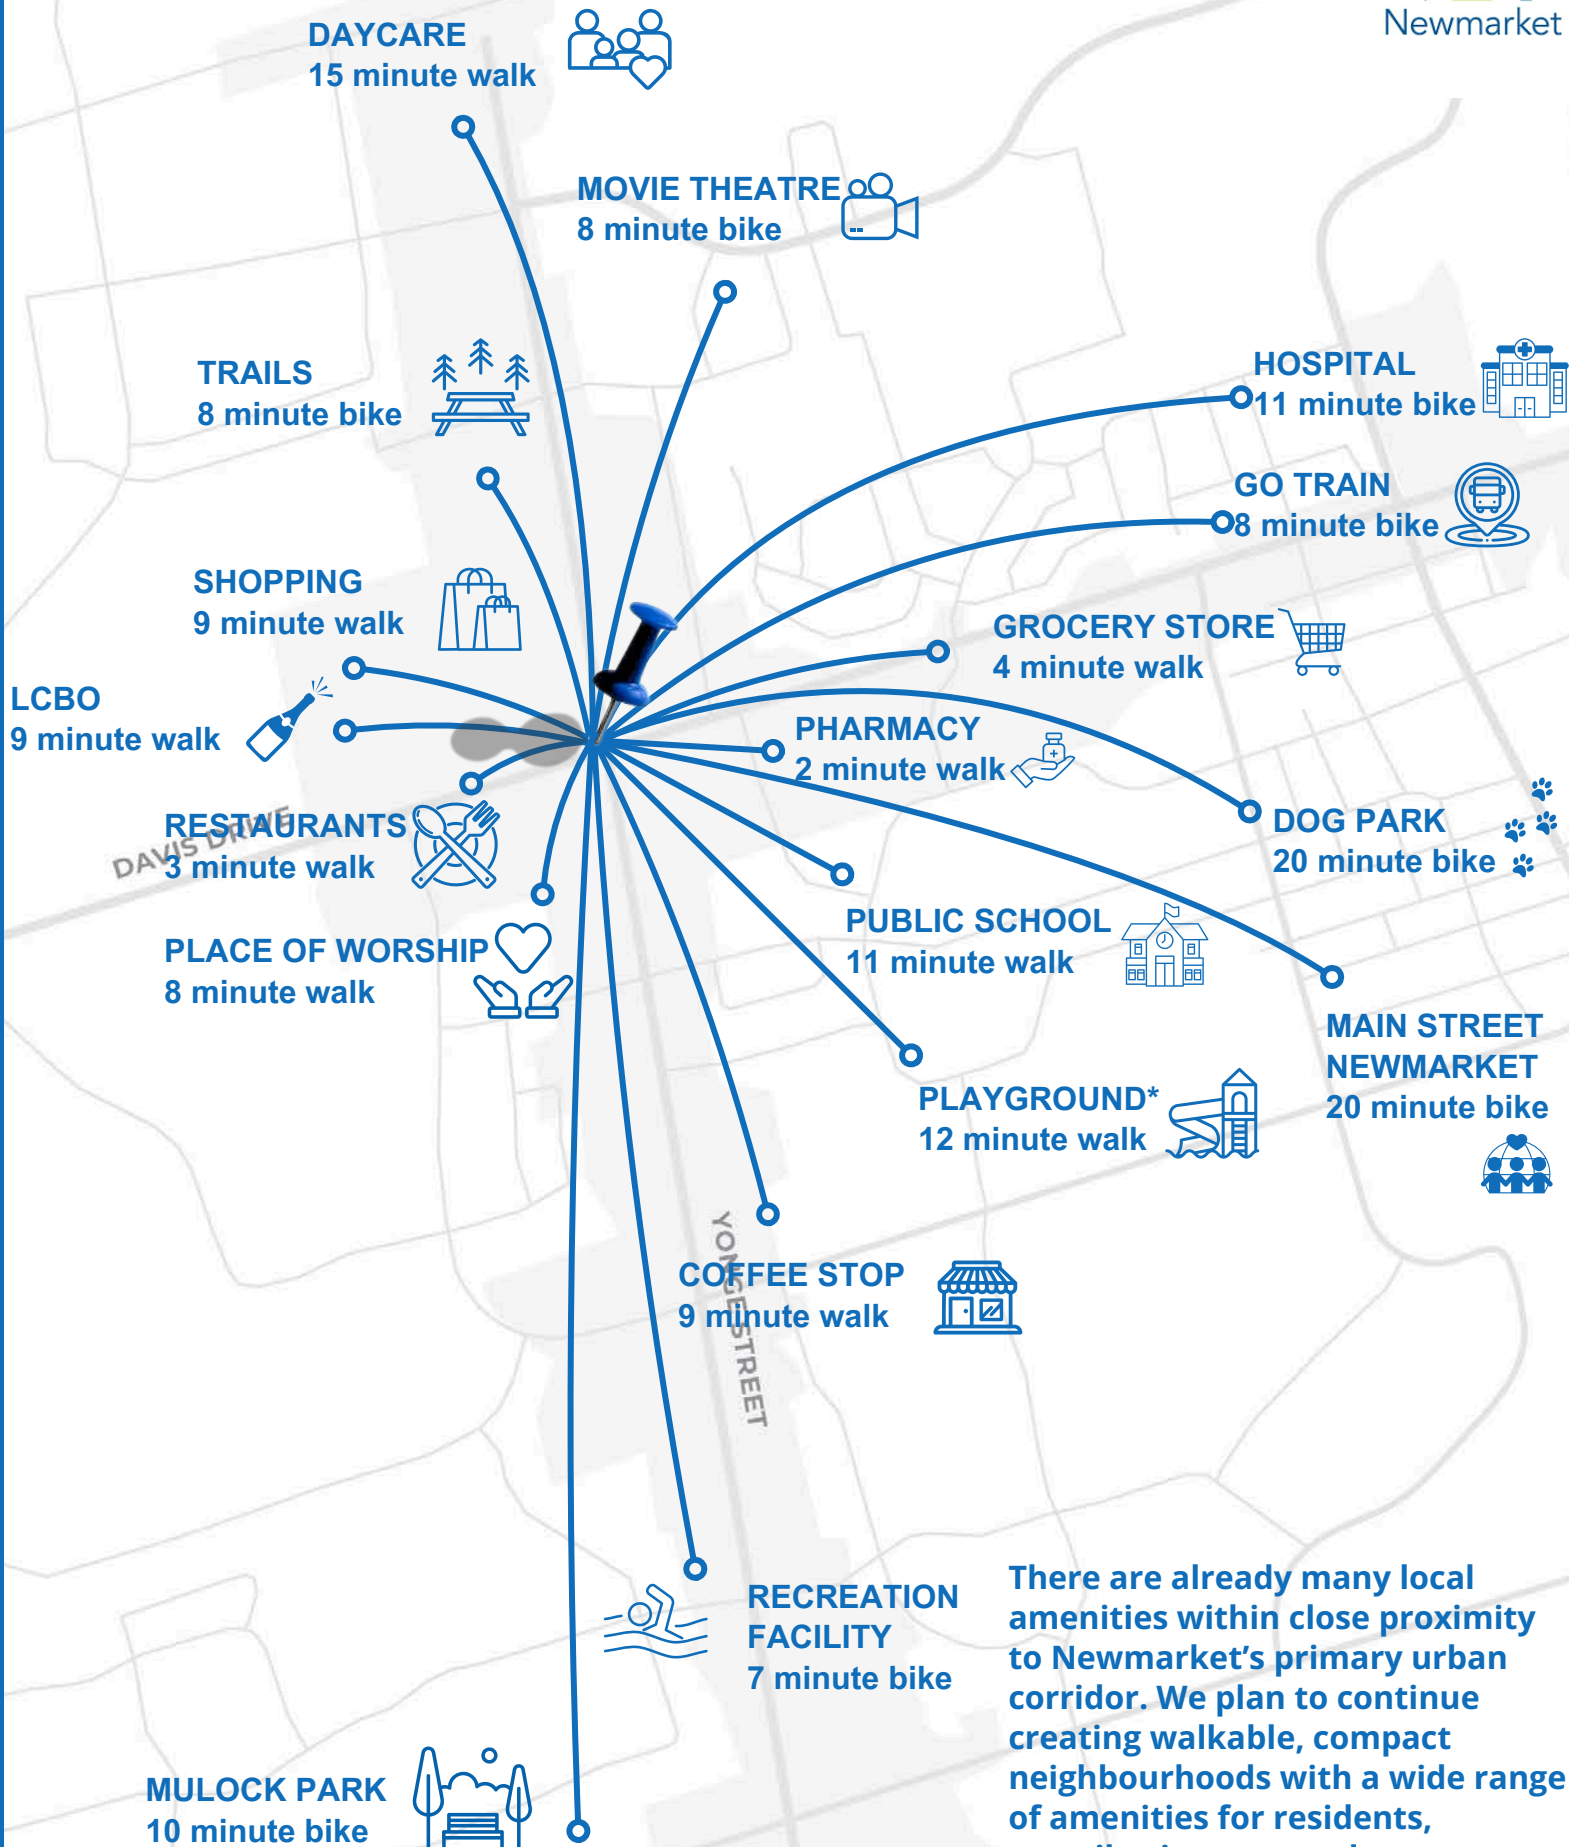 Newmarket
DAYCARE
15 minute walk
MOVIE THEATRE
8 minute bike
TRAILS
8 minute bike
HOSPITAL
11 minute bike
GO TRAIN
8 minute bike
SHOPPING
9 minute walk
GROCERY STORE
4 minute walk
LCBO
9 minute walk
PHARMACY
2 minute walk
DAVIS DRIVE
RESTAURANTS
3 minute walk
DOG PARK
20 minute bike
PUBLIC SCHOOL
11 minute walk
PLACE OF WORSHIP
8 minute walk
MAIN STREET
NEWMARKET
20 minute bike
PLAYGROUND*
12 minute walk
YONGE STREET
COFFEE STOP
9 minute walk
RECREATION
FACILITY
7 minute bike
MULOCK PARK
10 minute bike
There are already many local
amenities within close proximity
to Newmarket’s primary urban
corridor. We plan to continue
creating walkable, compact
neighbourhoods with a wide range
of amenities for residents,